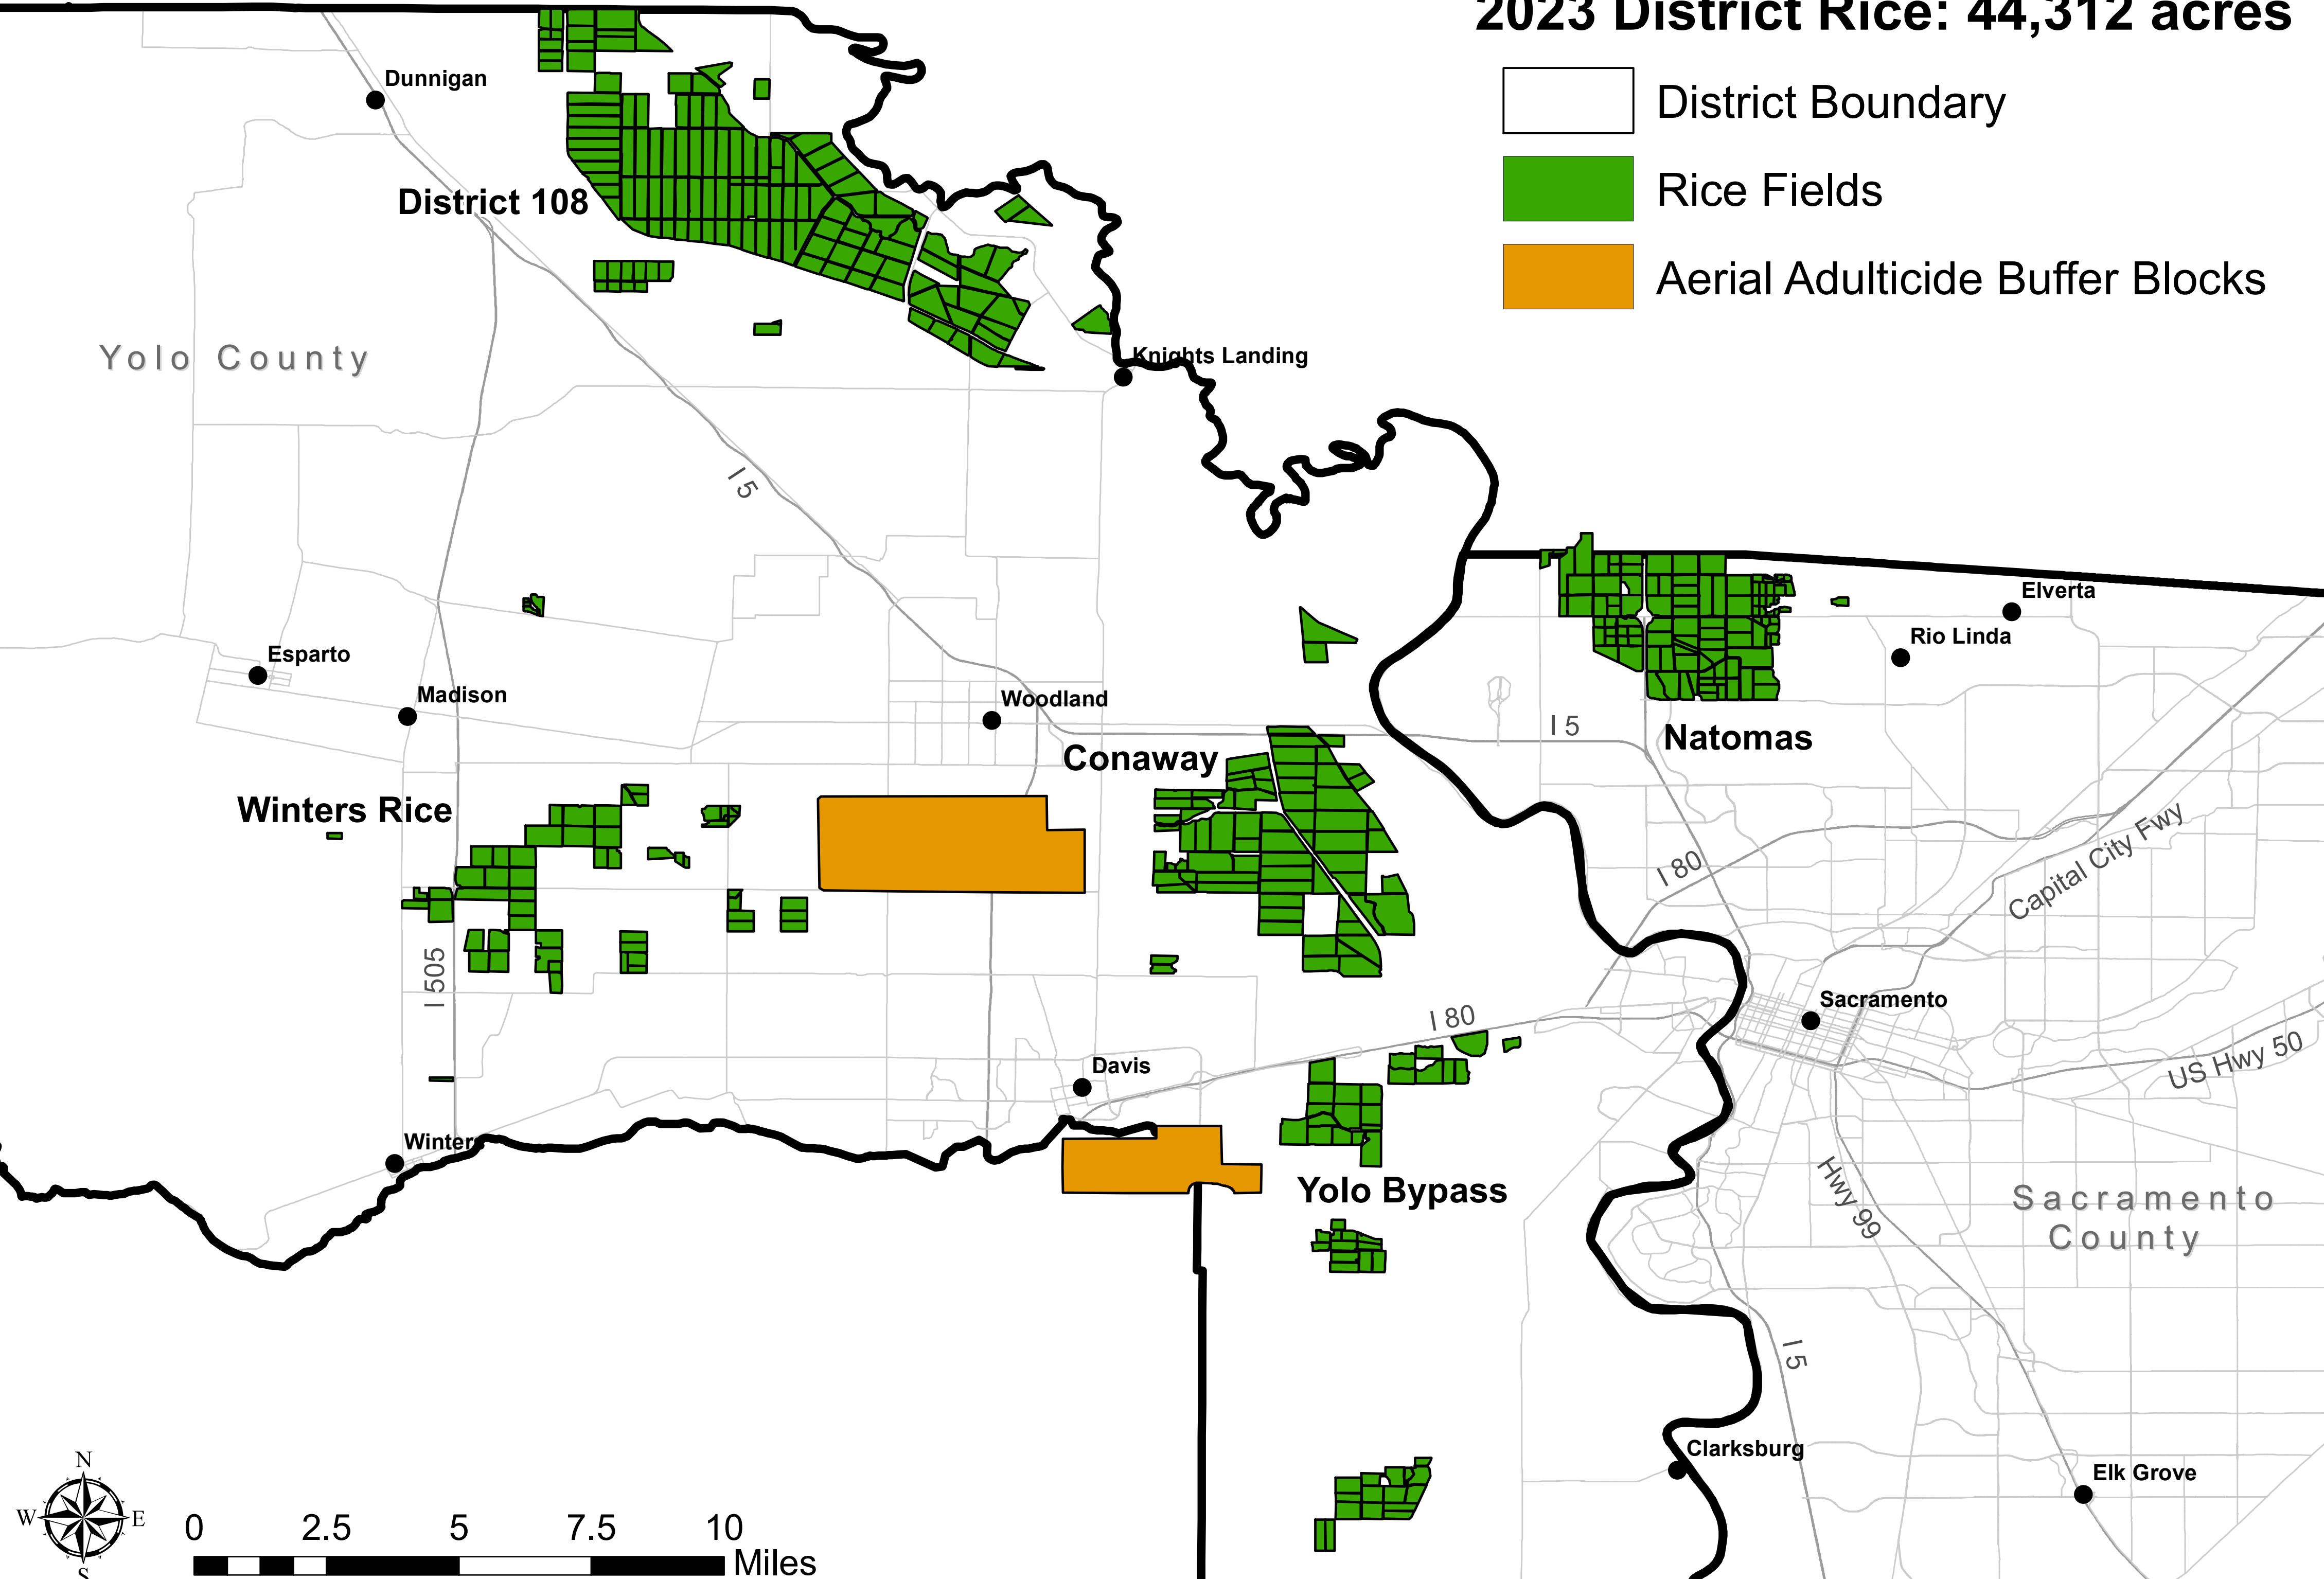 2023 District Rice: 44,312 acres
District Boundary
Rice Fields
Aerial Adulticide Buffer Blocks
Dunnigan
District 108
Yolo County
Knights Landing
I 5
Elverta
Rio Linda
Esparto
Madison
Woodland
I 5
Natomas
Conaway
Winters Rice
I 80
Capital City Fwy
I 505
Sacramento
I 80
US Hwy 50
Davis
Winters
Yolo Bypass
Hwy 99
Sacramento
County
I 5
Clarksburg
Elk Grove
N
W
E
S
0 2.5 5 7.5 10
Miles